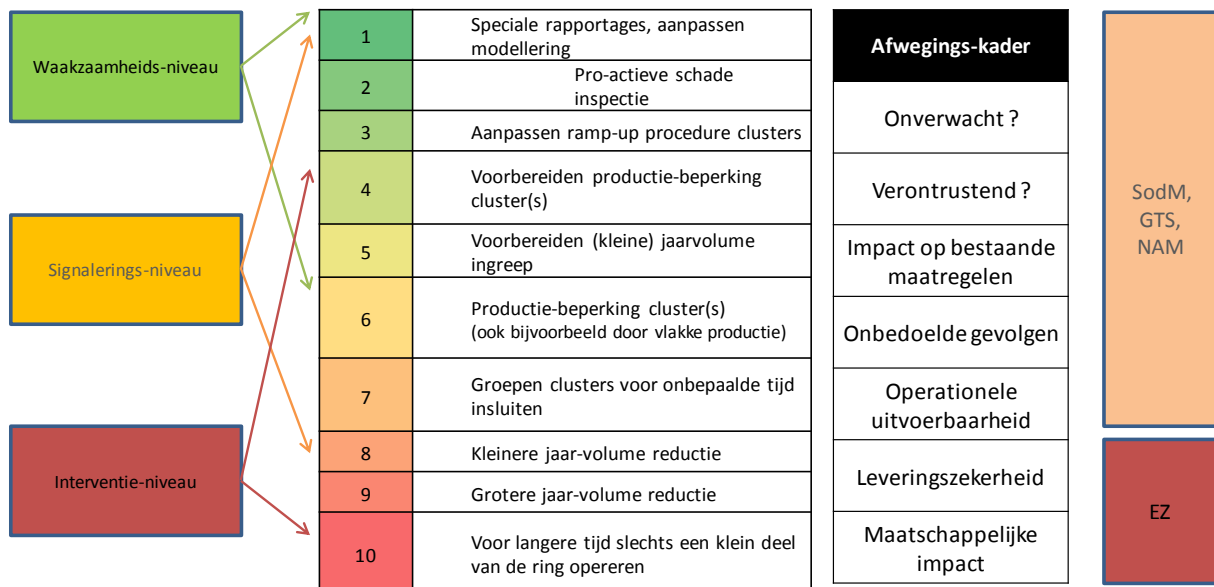 Waakzaamheids-niveau
Signalerings-niveau
Interventie-niveau
1
Speciale rapportages, aanpassen
modellering
2
Pro-actieve schade
inspectie
3
Aanpassen ramp-up procedure clusters
4
Voorbereiden productie-beperking
cluster(s)
5
Voorbereiden (kleine) jaarvolume
ingreep
6
Productie-beperking cluster(s)
(ook bijvoorbeeld door vlakke productie)
7
Groepen clusters voor onbepaalde tijd
insluiten
8
Kleinere jaar-volume reductie
9
Grotere jaar-volume reductie
10
Voor langere tijd slechts een klein deel
van de ring opereren
Afwegings-kader
Onverwacht ?
Verontrustend ?
Impact op bestaande
maatregelen
Onbedoelde gevolgen
Operationele
uitvoerbaarheid
Leveringszekerheid
Maatschappelijke
impact
SodM,
GTS,
NAM
EZ